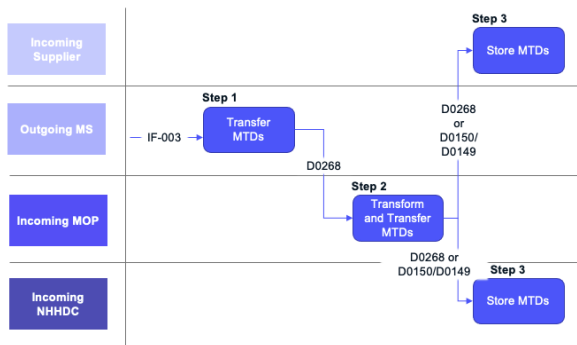 Step 3
Incoming
Supplier
Store MTDs
Step 1
Outgoing MS
IF-003
Transfer
MTDs
D0268
or
D0150/
D0149
D0268
Step 2
Incoming MOP
Transform
and Transfer
MTDs
D0268 or
D0150/D0149
Step 3
Incoming
NHHDC
Store MTDs